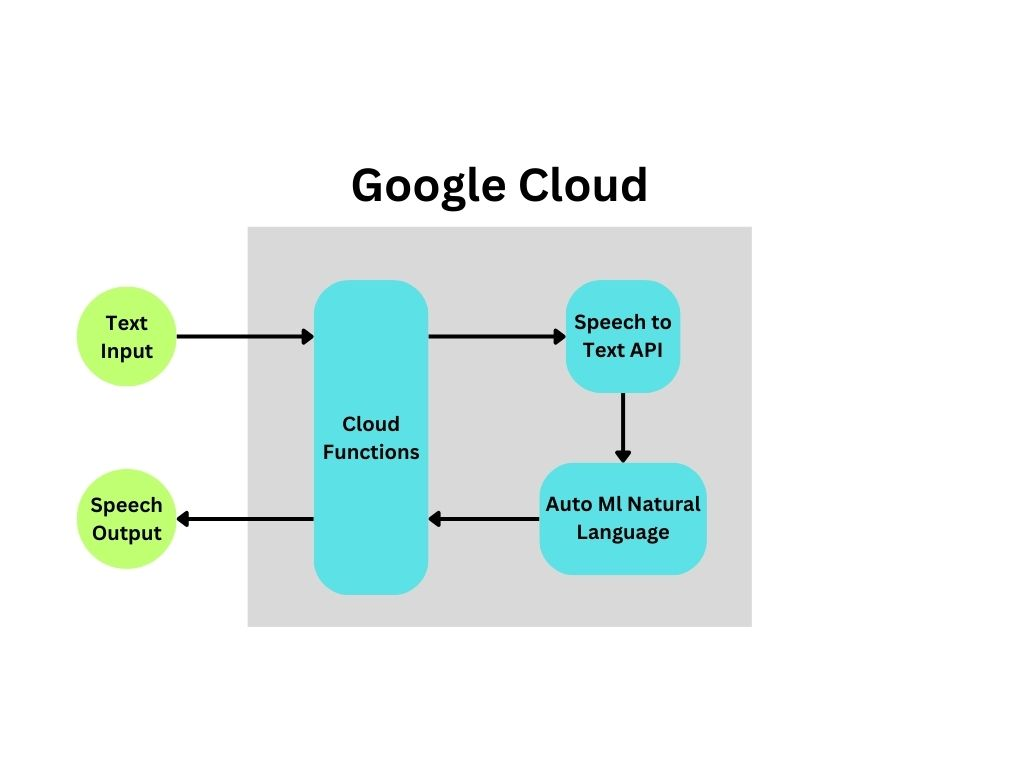 Google Cloud
Text
Input
Speech to
Text API
Cloud
Functions
Speech
Output
Auto Ml Natural
Language